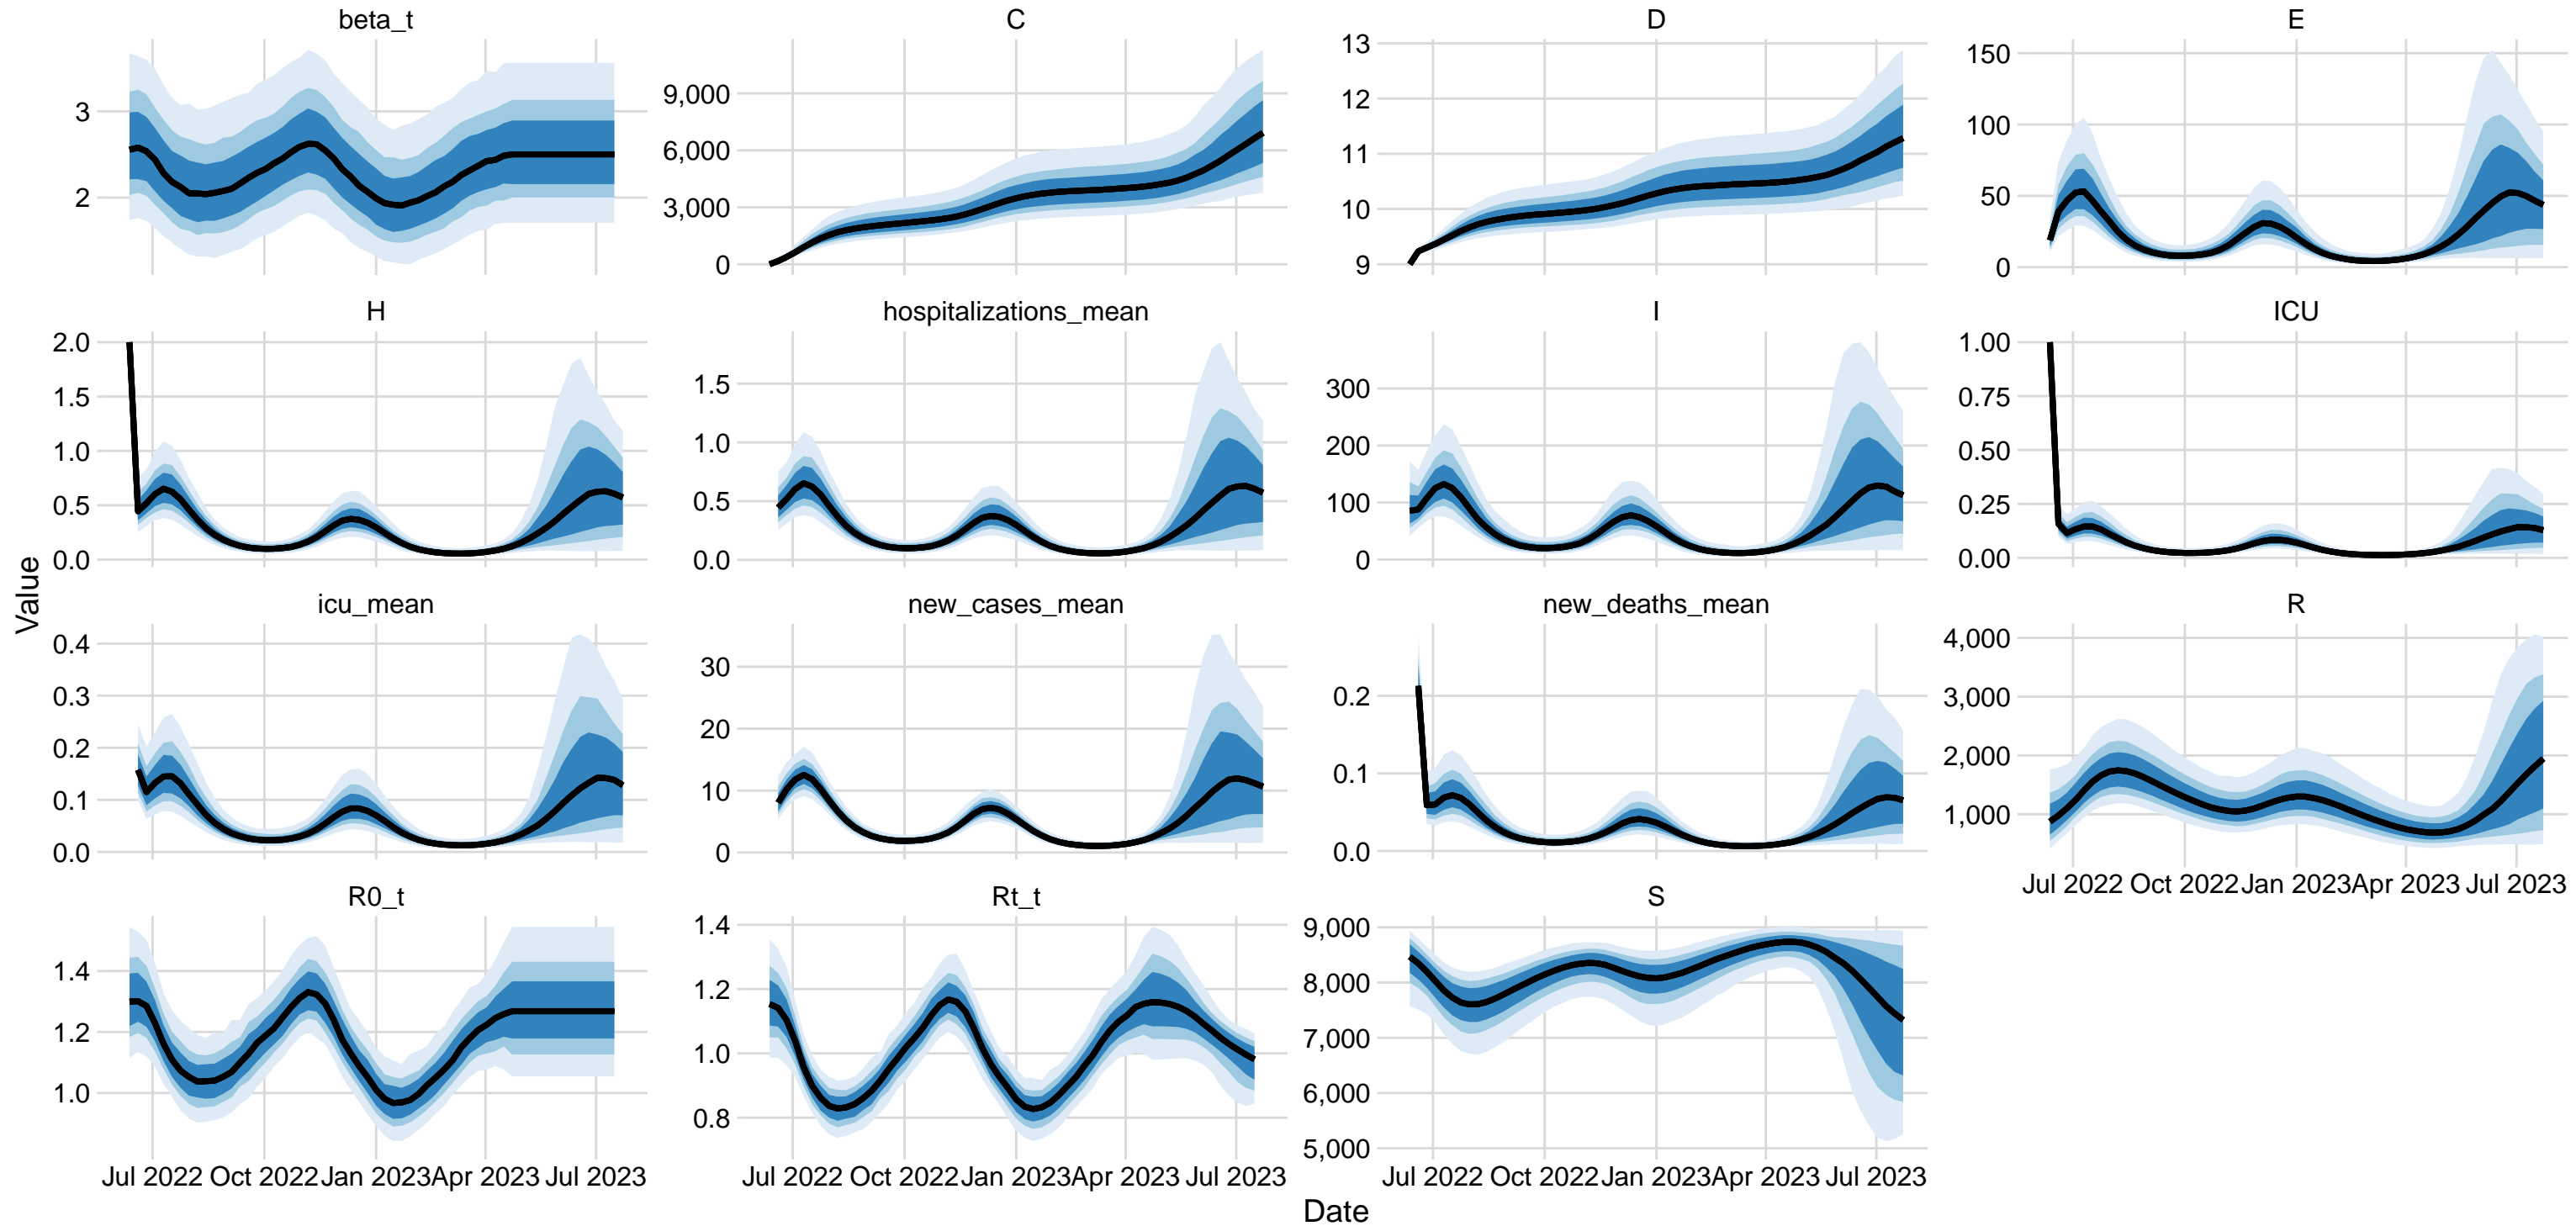 beta_t
C
D
E
3
2
9,000
6,000
3,000
0
13
12
11
10
9
150
100
50
0
H
hospitalizations_mean
I
ICU
2.0
1.5
1.0
0.5
0.0
1.5
1.0
0.5
0.0
300
200
100
0
1.00
0.75
0.50
0.25
0.00
Value
icu_mean
new_cases_mean
new_deaths_mean
R
0.4
0.3
0.2
0.1
0.0
30
20
10
0
0.2
0.1
0.0
4,000
3,000
2,000
1,000
Jul 2022 Oct 2022 Jan 2023 Apr 2023 Jul 2023
R0_t
Rt_t
S
1.4
1.2
1.0
1.4
1.2
1.0
0.8
9,000
8,000
7,000
6,000
5,000
Jul 2022 Oct 2022 Jan 2023 Apr 2023 Jul 2023
Jul 2022 Oct 2022 Jan 2023 Apr 2023 Jul 2023
Jul 2022 Oct 2022 Jan 2023 Apr 2023 Jul 2023
Date